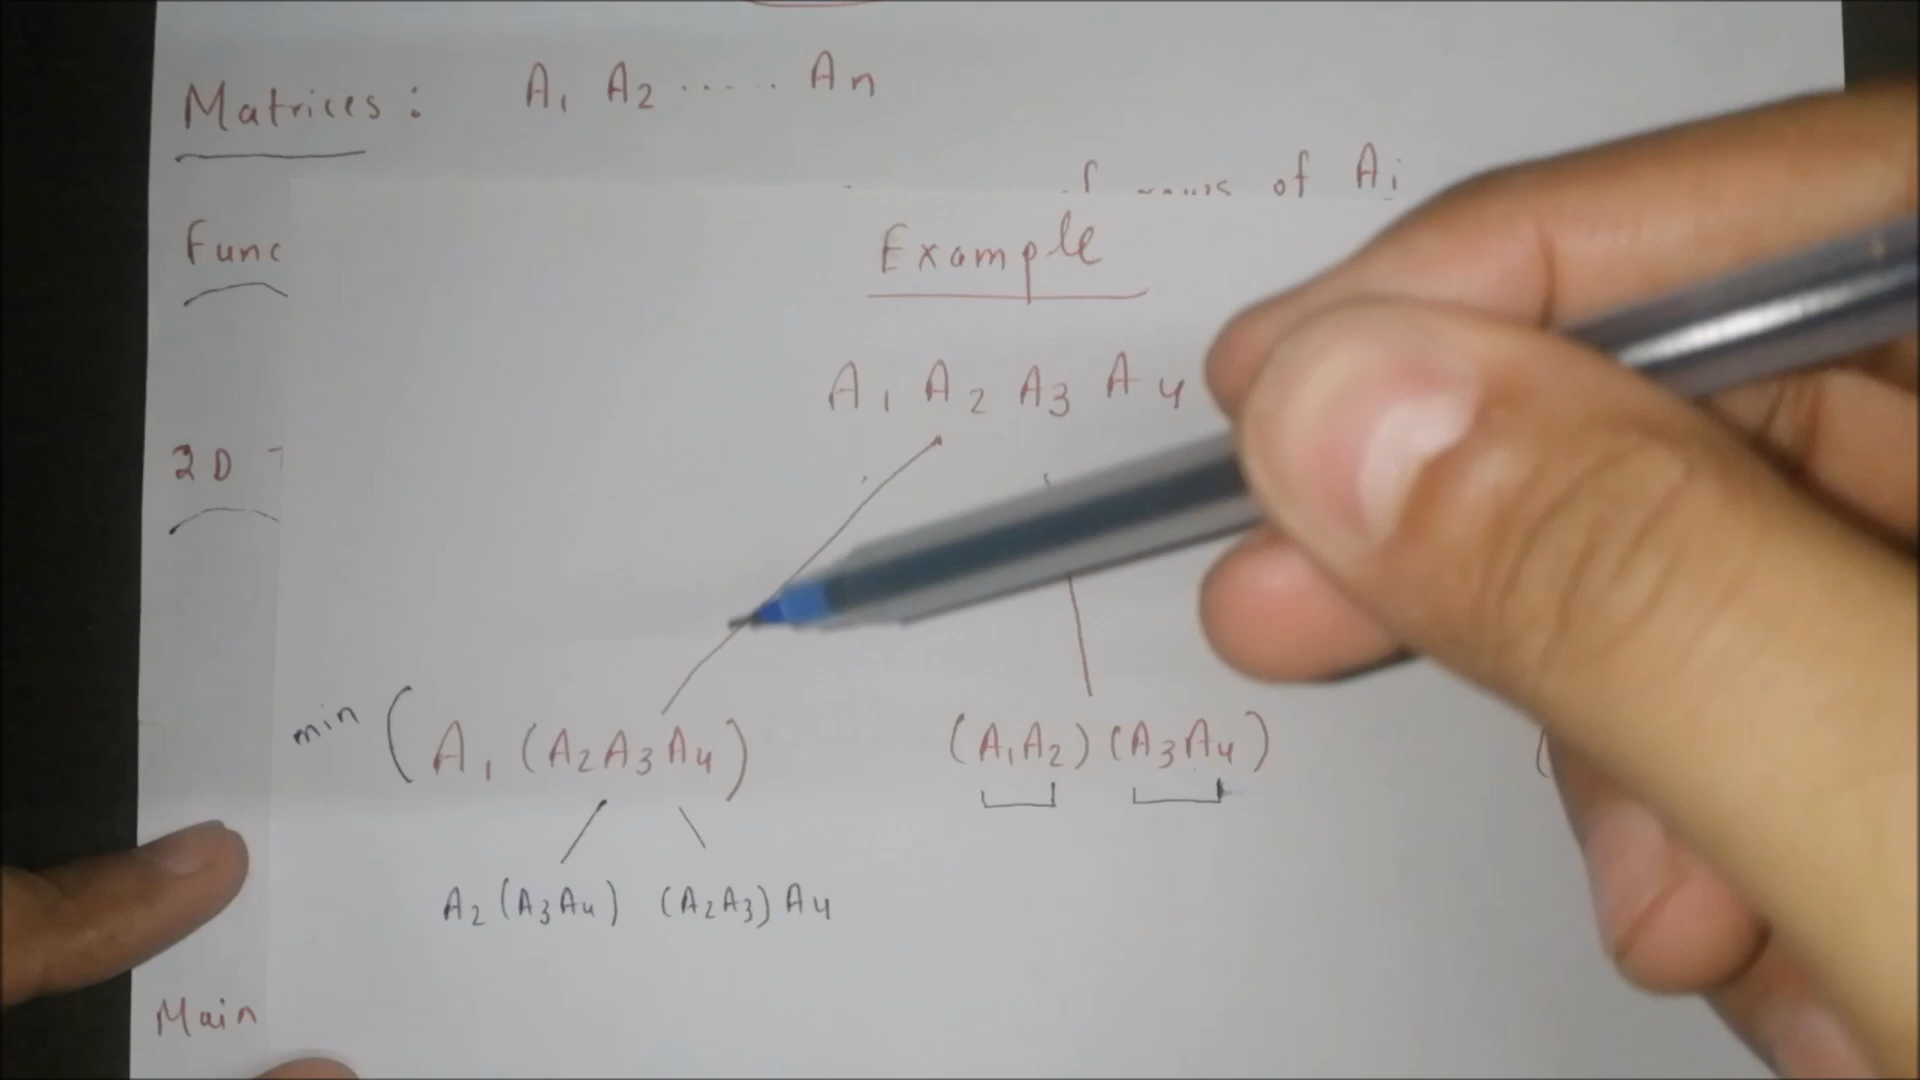 Matrices : A1 A2 ..... An
of Ai
Func
Example
A1 A2 A3 A4
2D
min ( A1 (A2A3A4) (A1A2) (A3A4) (
A2 (A3A4) (A2A3) A4
Main